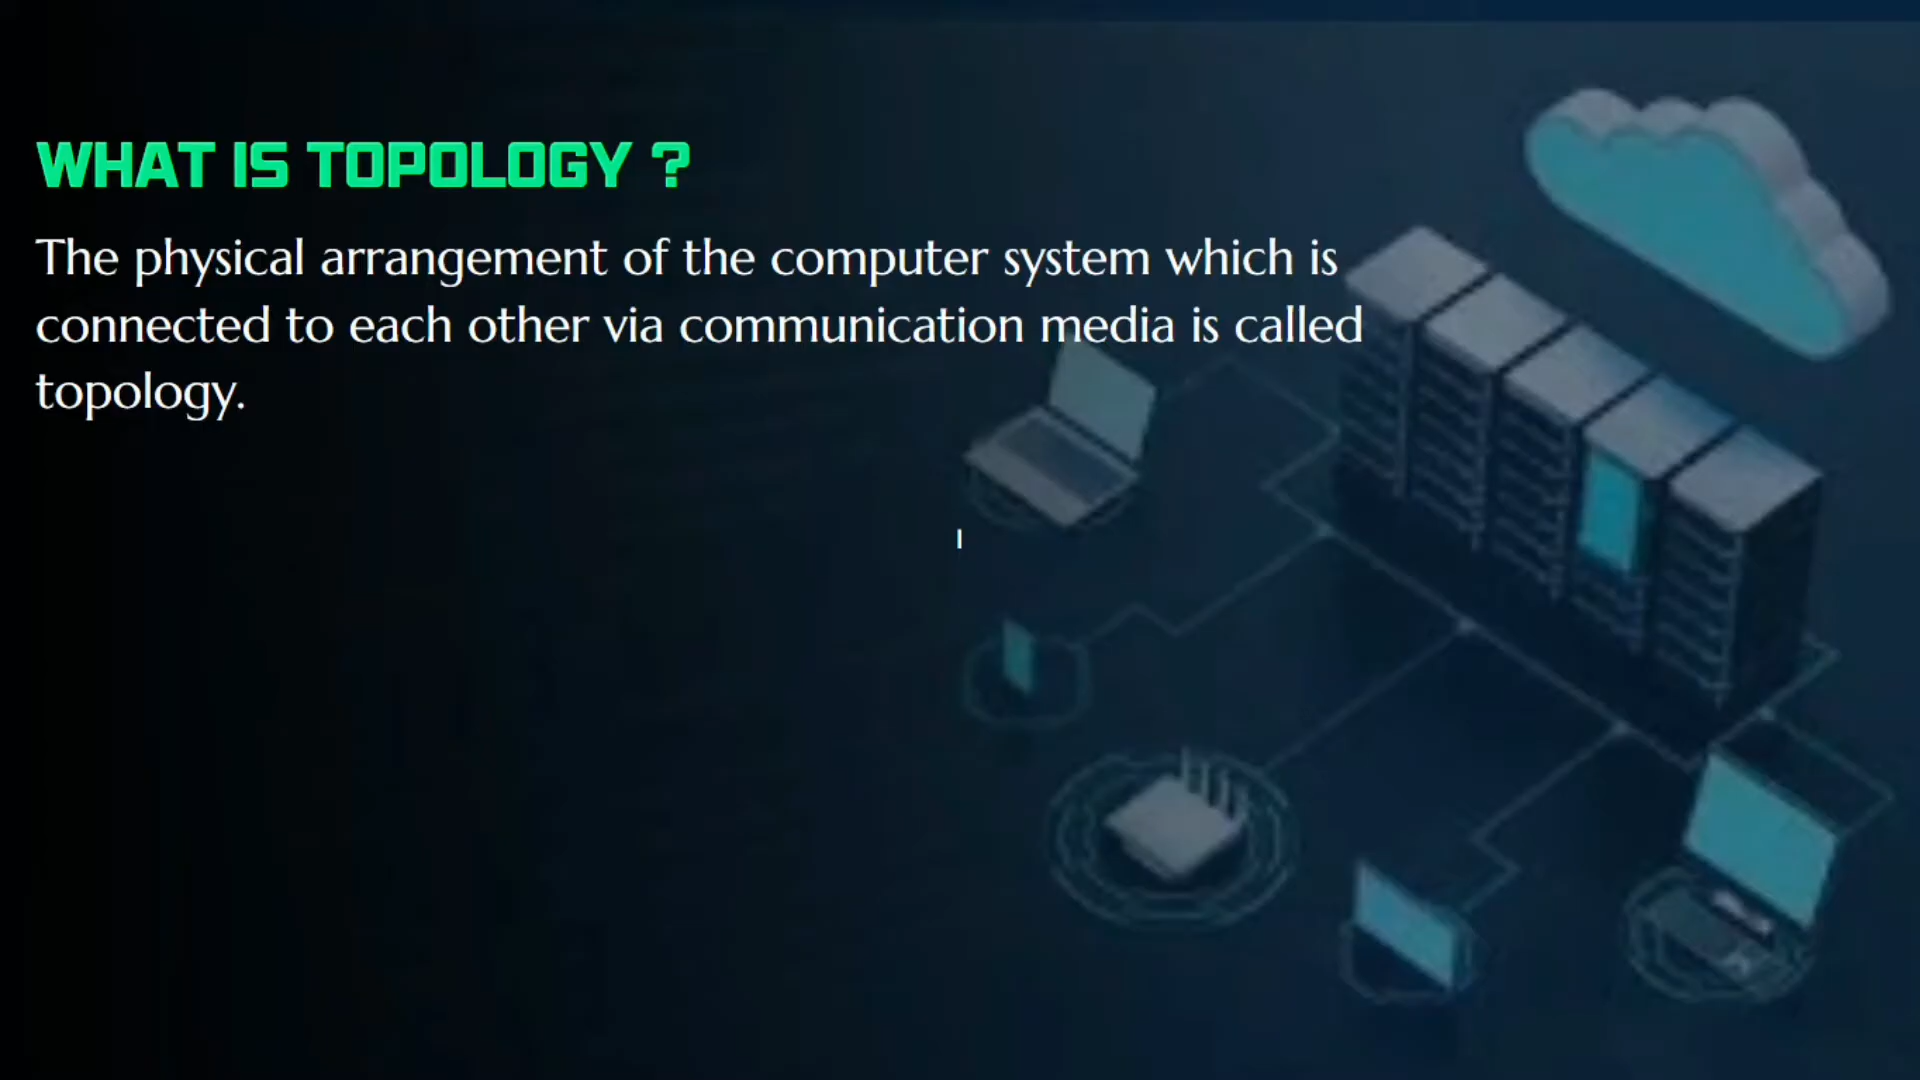 WHAT IS TOPOLOGY ?
The physical arrangement of the computer system which is
connected to each other via communication media is called
topology.